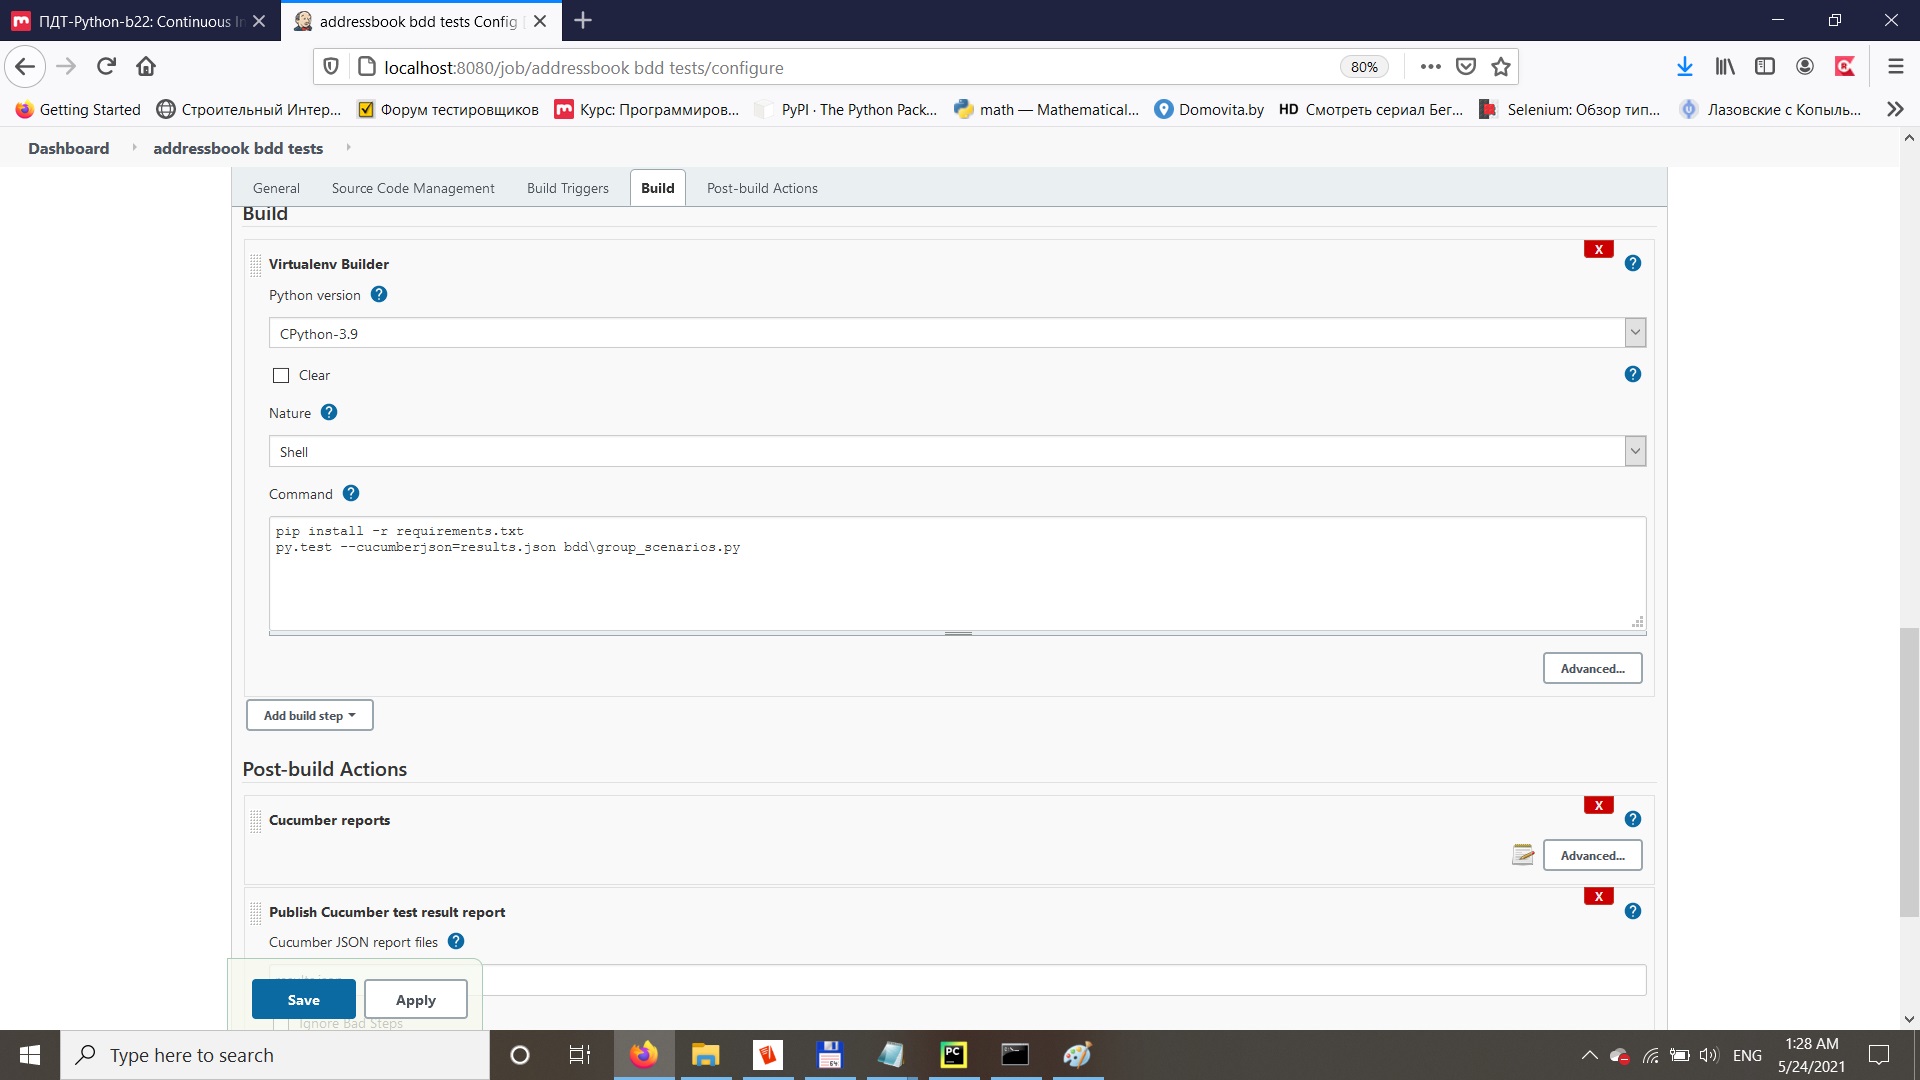 ПДТ-Python-b22: Continuous In
addressbook bdd tests Config
localhost:8080/job/addressbook bdd tests/configure
80%
Getting Started
Строительный Интер...
Форум тестировщиков
Курс: Программиров...
PyPI · The Python Pack...
math — Mathematical...
Domovita.by
HD Смотреть сериал Бег...
Selenium: Обзор тип...
Лазовские с Копыль...
Dashboard
addressbook bdd tests
General
Source Code Management
Build Triggers
Build
Post-build Actions
Build
X
Virtualenv Builder
?
Python version ?
CPython-3.9
Clear
?
Nature ?
Shell
Command ?
pip install -r requirements.txt
py.test --cucumberjson=results.json bdd\group_scenarios.py
Advanced...
Add build step
Post-build Actions
X
Cucumber reports
?
Advanced...
X
Publish Cucumber test result report
?
Cucumber JSON report files ?
results.json
Save
Apply
Ignore Bad Steps
Type here to search
64
PC
ENG
1:28 AM
5/24/2021